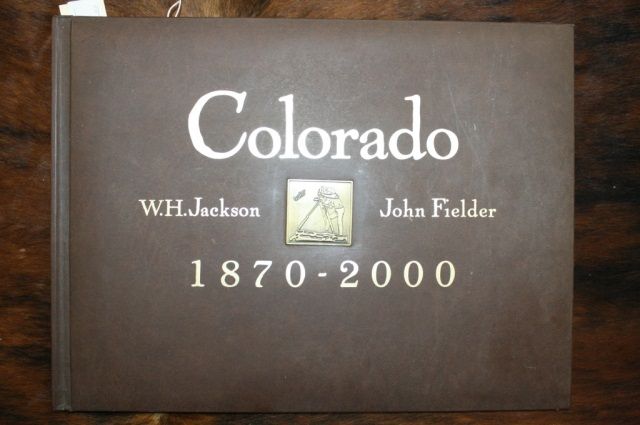 Colorado
W.H. Jackson John Fielder
1870-2000